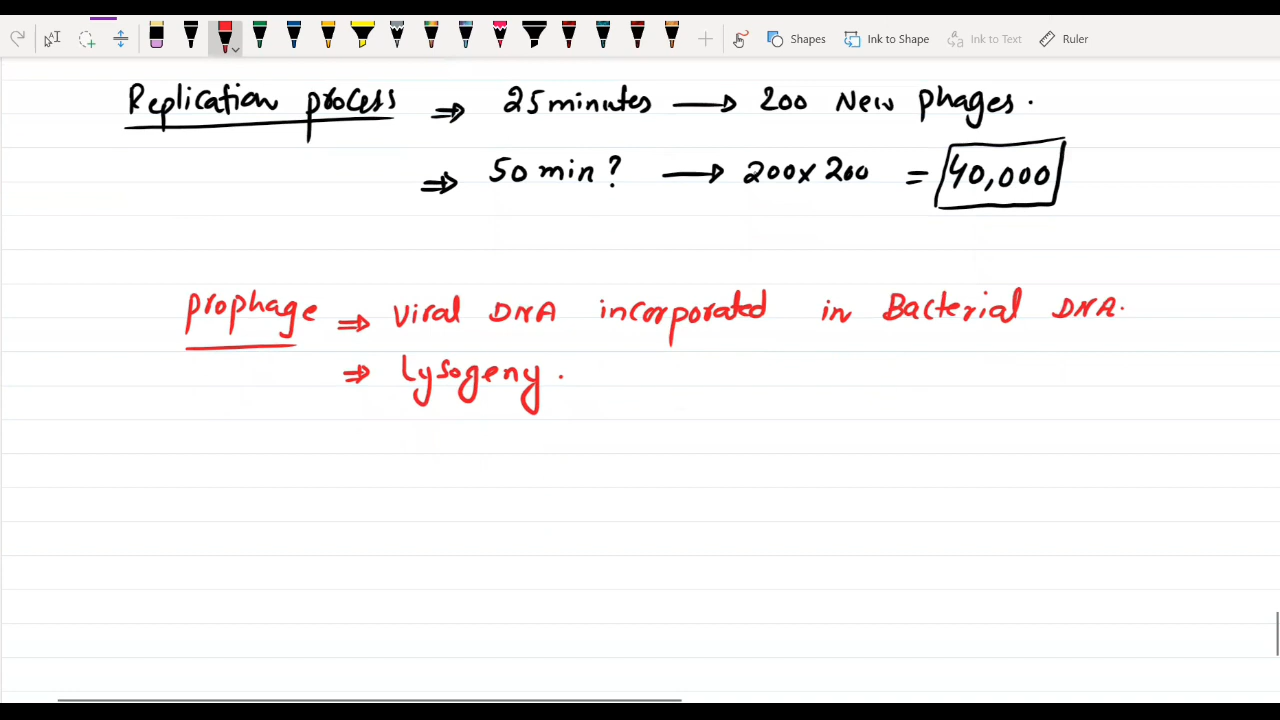 Shapes Ink to Shape Ink to Text Ruler
Replication process ⇒ 25 minutes → 200 New phages.
⇒ 50 min? → 200 x 200 = 40,000
prophage ⇒ viral DNA incorporated in Bacterial DNA.
⇒ Lysogeny.